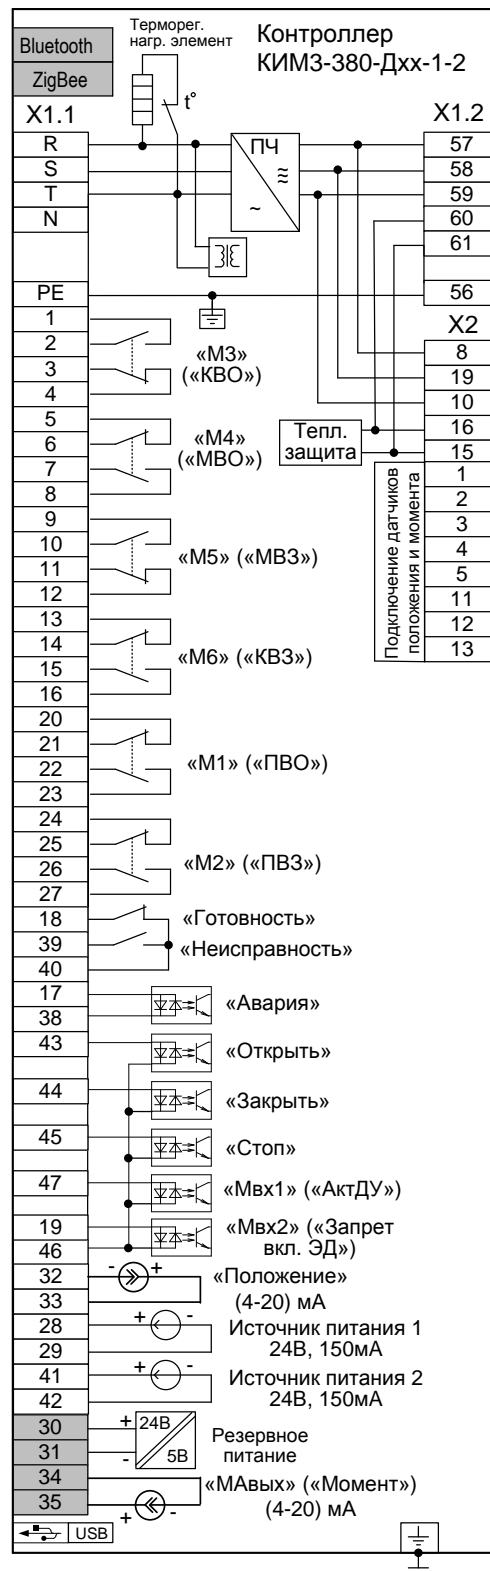 Bluetooth
ZigBee
Терморег.
нагр. элемент
Контроллер
КИМ3-380-Дхх-1-2
t°
X1.1
R
S
T
N
PE
1
2
3
4
5
6
7
8
9
10
11
12
13
14
15
16
20
21
22
23
24
25
26
27
18
39
40
17
38
43
44
45
47
19
46
32
33
28
29
41
42
30
31
34
35
USB
ПЧ
≈
~
«М3»
(«КВО»)
«М4»
(«МВО»)
«М5» («МВЗ»)
«М6» («КВЗ»)
«М1» («ПВО»)
«М2» («ПВЗ»)
«Готовность»
«Неисправность»
«Авария»
«Открыть»
«Закрыть»
«Стоп»
«Мвх1» («АктДУ»)
«Мвх2» («Запрет
вкл. ЭД»)
- +
«Положение»
(4-20) мА
+ -
Источник питания 1
24В, 150мА
+ -
Источник питания 2
24В, 150мА
+
-
24В
5В
Резервное
питание
«МАвых» («Момент»)
(4-20) мА
+ -
X1.2
57
58
59
60
61
56
X2
8
19
10
16
15
1
2
3
4
5
11
12
13
Тепл.
защита
Подключение датчиков
положения и момента